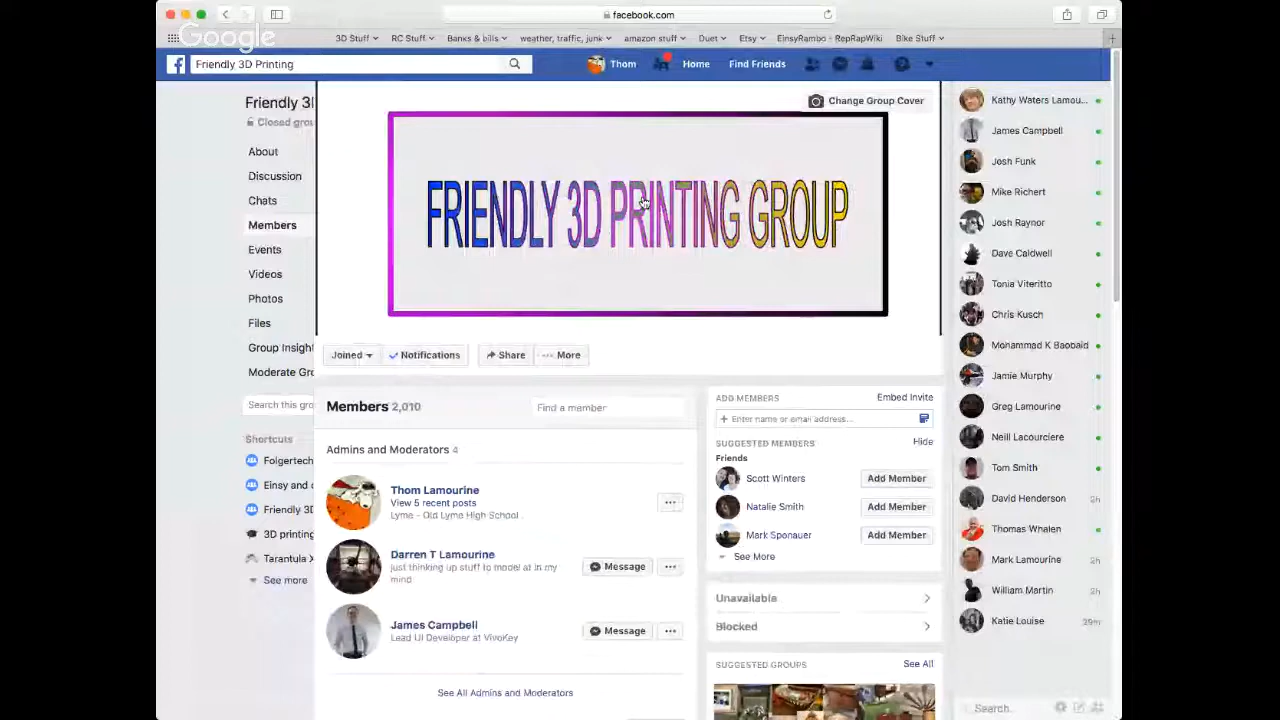 facebook.com
Google
3D Stuff RC Stuff Banks & bills weather, traffic, junk amazon stuff Duet Etsy EinsyRambo - RepRapWiki Bike Stuff
Friendly 3D Printing
Thom Home Find Friends
Friendly 3
Closed grou
About
Discussion
Chats
Members
Events
Videos
Photos
Files
Group Insigh
Moderate Gro
Search this gro
Shortcuts
Folgertech
Einsy and
Friendly 3D
3D printing
Tarantula X
See more
Change Group Cover
FRIENDLY 3D PRINTING GROUP
Joined Notifications Share ··· More
Members 2,010
Find a member
Admins and Moderators 4
Thom Lamourine
View 5 recent posts
Lyme - Old Lyme High School
Darren T Lamourine
just thinking up stuff to model at in my
mind
Message
James Campbell
Lead UI Developer at VivoKey
Message
See All Admins and Moderators
ADD MEMBERS Embed Invite
+ Enter name or email address...
SUGGESTED MEMBERS Hide
Friends
Scott Winters Add Member
Natalie Smith Add Member
Mark Sponauer Add Member
See More
Unavailable
Blocked
SUGGESTED GROUPS See All
Kathy Waters Lamou...
James Campbell
Josh Funk
Mike Richert
Josh Raynor
Dave Caldwell
Tonia Viteritto
Chris Kusch
Mohammad K Baobaid
Jamie Murphy
Greg Lamourine
Neill Lacourciere
Tom Smith
David Henderson 2h
Thomas Whalen
Mark Lamourine 2h
William Martin 2h
Katie Louise 39m
Search